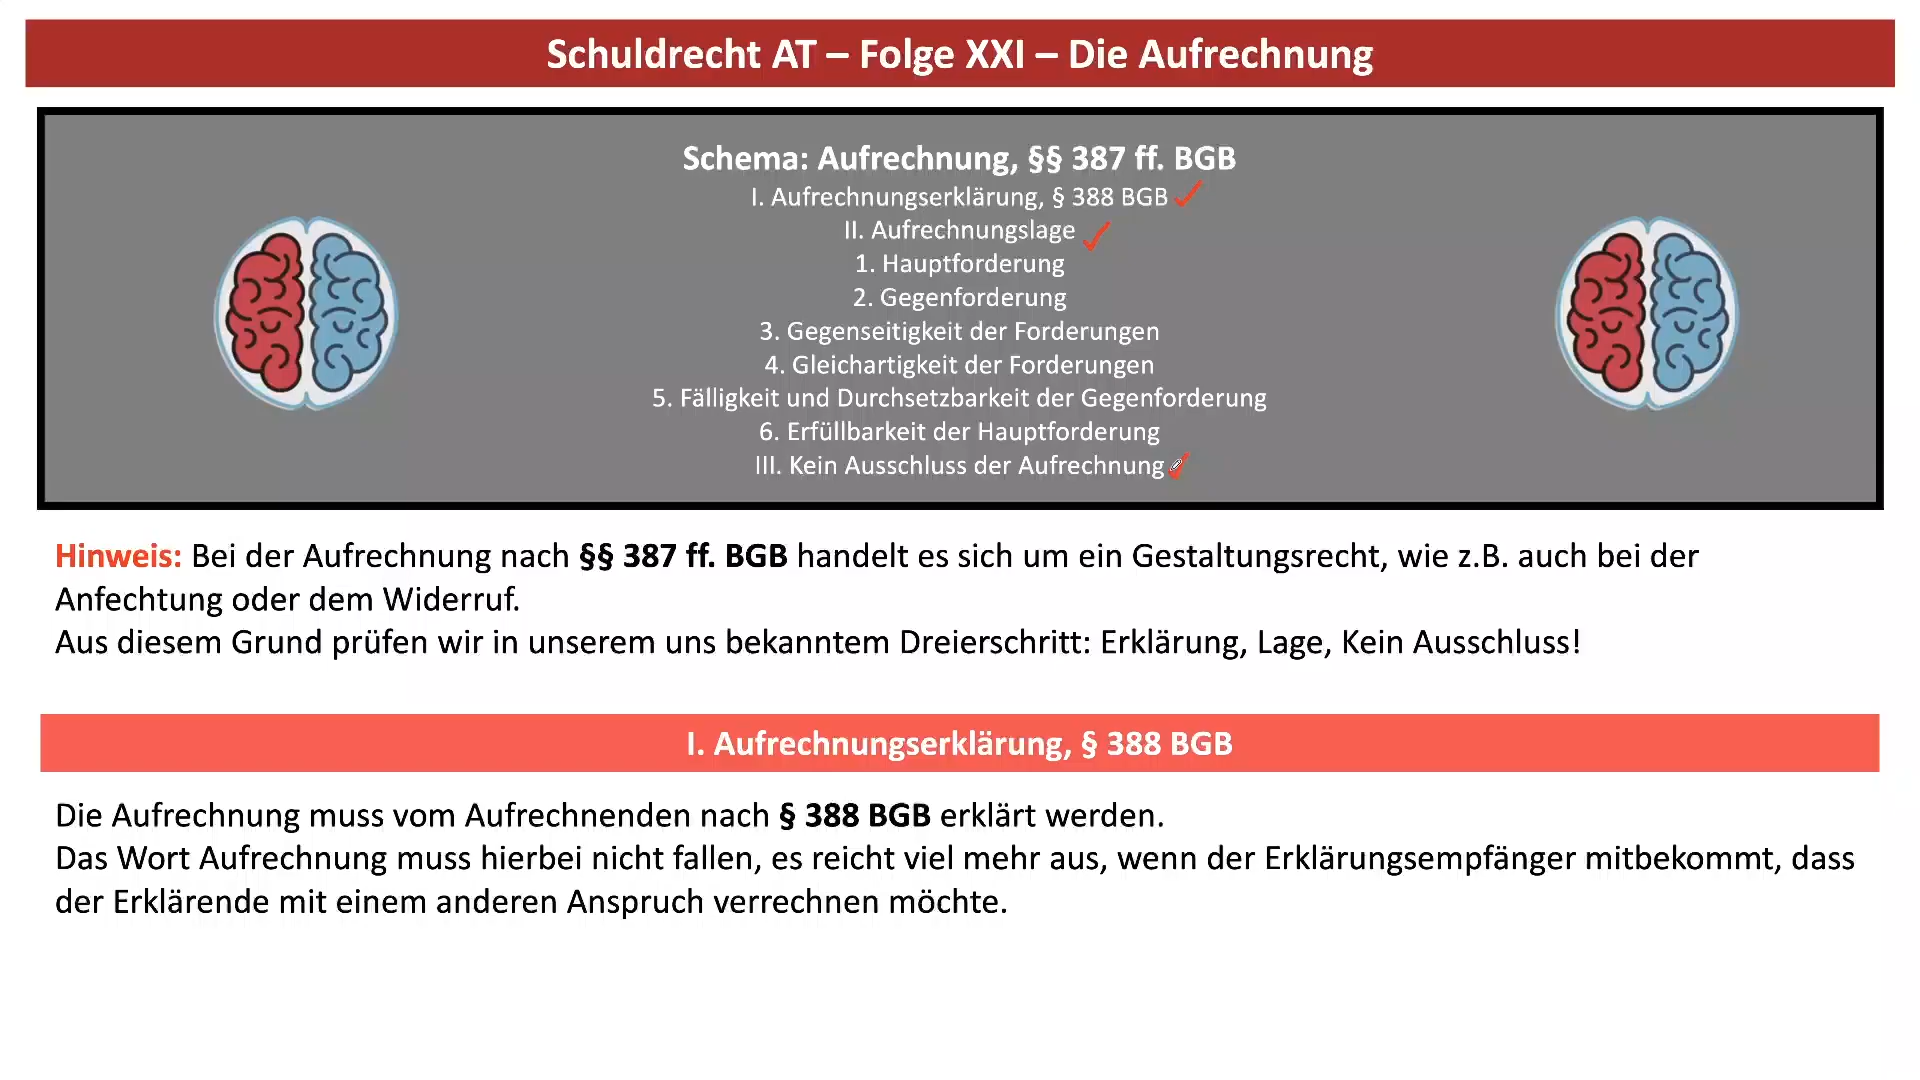 Schuldrecht AT – Folge XXI – Die Aufrechnung
Schema: Aufrechnung, §§ 387 ff. BGB
I. Aufrechnungserklärung, § 388 BGB
II. Aufrechnungslage
1. Hauptforderung
2. Gegenforderung
3. Gegenseitigkeit der Forderungen
4. Gleichartigkeit der Forderungen
5. Fälligkeit und Durchsetzbarkeit der Gegenforderung
6. Erfüllbarkeit der Hauptforderung
III. Kein Ausschluss der Aufrechnung
Hinweis: Bei der Aufrechnung nach §§ 387 ff. BGB handelt es sich um ein Gestaltungsrecht, wie z.B. auch bei der
Anfechtung oder dem Widerruf.
Aus diesem Grund prüfen wir in unserem uns bekanntem Dreierschritt: Erklärung, Lage, Kein Ausschluss!
I. Aufrechnungserklärung, § 388 BGB
Die Aufrechnung muss vom Aufrechnenden nach § 388 BGB erklärt werden.
Das Wort Aufrechnung muss hierbei nicht fallen, es reicht viel mehr aus, wenn der Erklärungsempfänger mitbekommt, dass
der Erklärende mit einem anderen Anspruch verrechnen möchte.